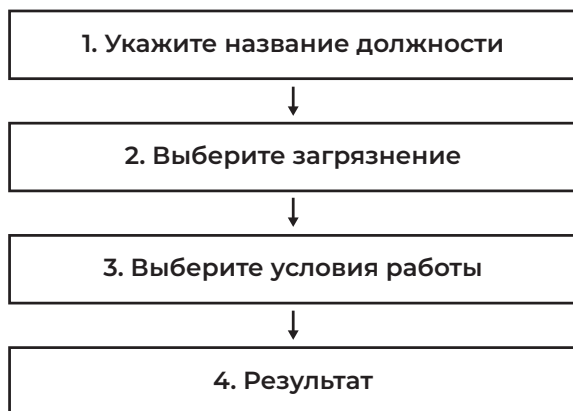 1. Укажите название должности
2. Выберите загрязнение
3. Выберите условия работы
4. Результат